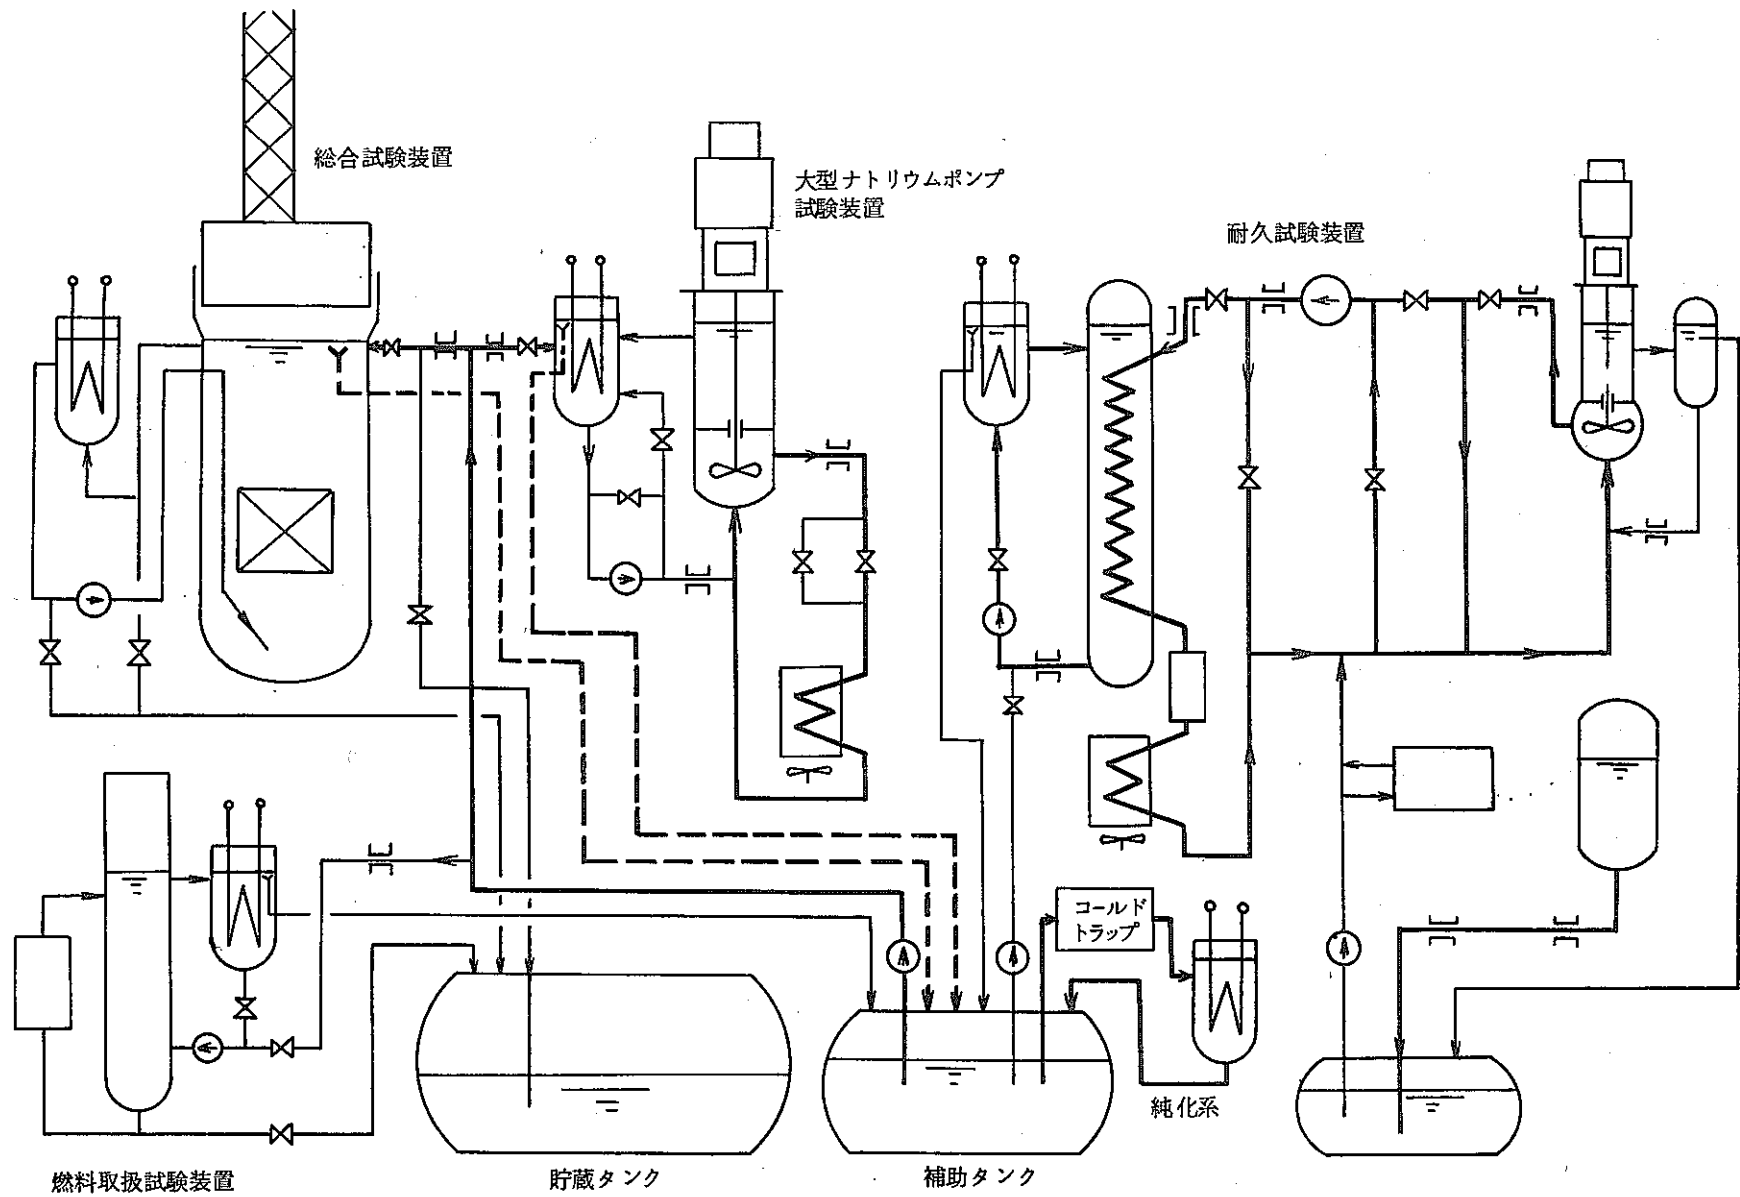 総合試験装置
大型ナトリウムポンプ
試験装置
耐久試験装置
コールド
トラップ
純化系
燃料取扱試験装置
貯蔵タンク
補助タンク